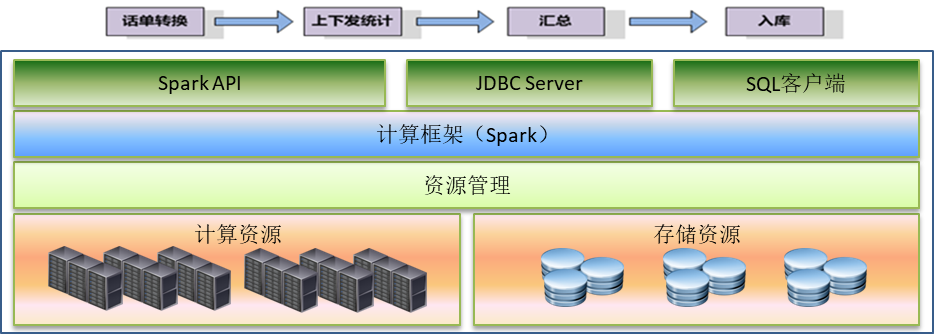 话单转换
上下发统计
汇总
入库
Spark API
JDBC Server
SQL客户端
计算框架（Spark）
资源管理
计算资源
存储资源